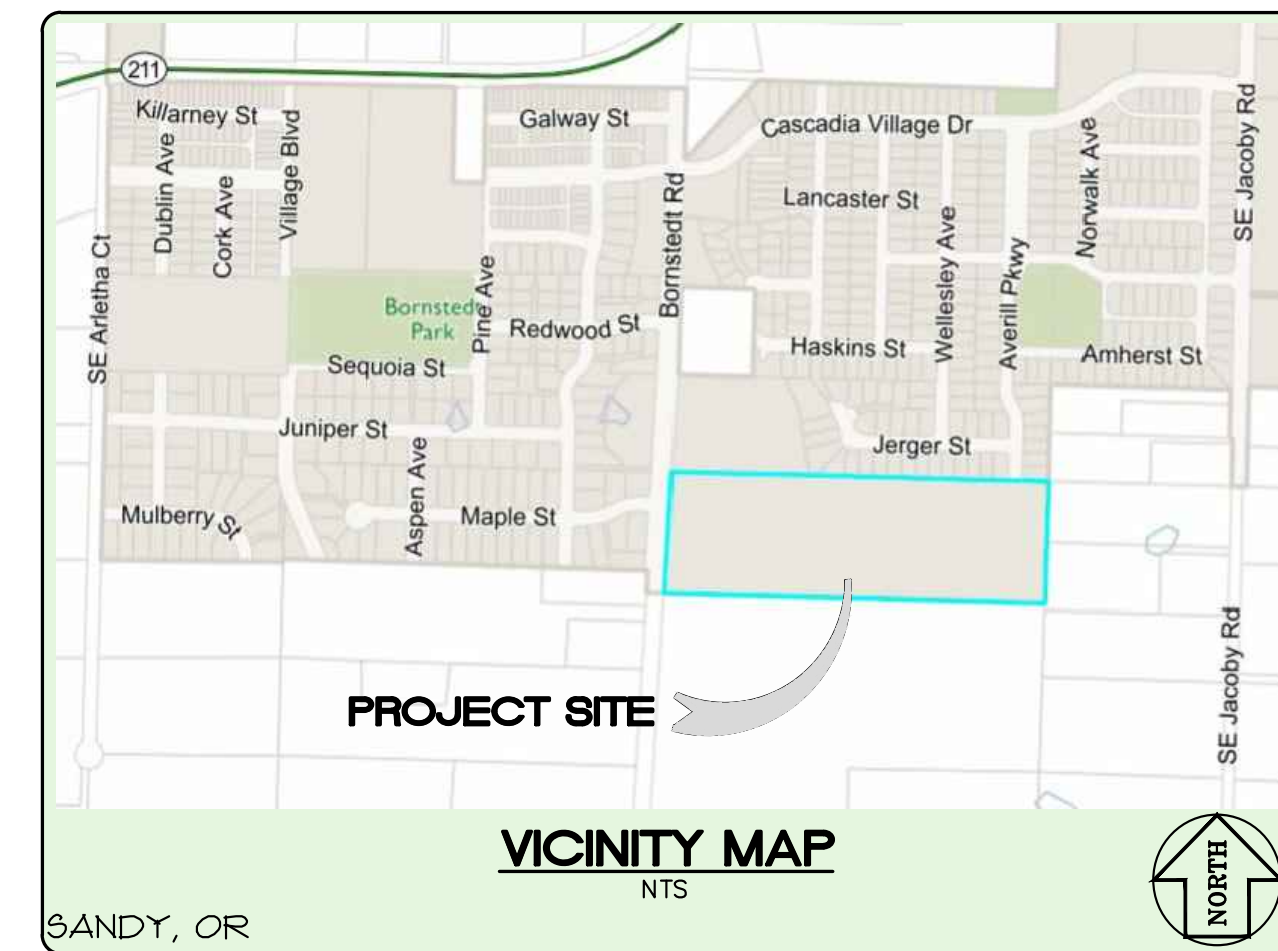 211
Killarney St
Galway St
Cascadia Village Dr
SE Jacoby Rd
Village Blvd
Dublin Ave
Norwalk Ave
Cork Ave
Bornstedt Rd
Lancaster St
Wellesley Ave
SE Arletha Ct
Pine Ave
Averill Pkwy
Bornstedt
Park
Redwood St
Haskins St
Amherst St
Sequoia St
Juniper St
Aspen Ave
Jerger St
Mulberry St
Maple St
SE Jacoby Rd
PROJECT SITE
VICINITY MAP
NTS
NORTH
SANDY, OR